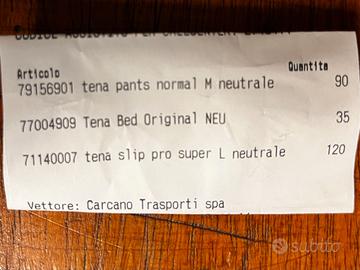 Articolo Quantita
79156901 tena pants normal M neutrale 90
77004909 Tena Bed Original NEU 35
71140007 tena slip pro super L neutrale 120
Vettore: Carcano Trasporti spa
subito